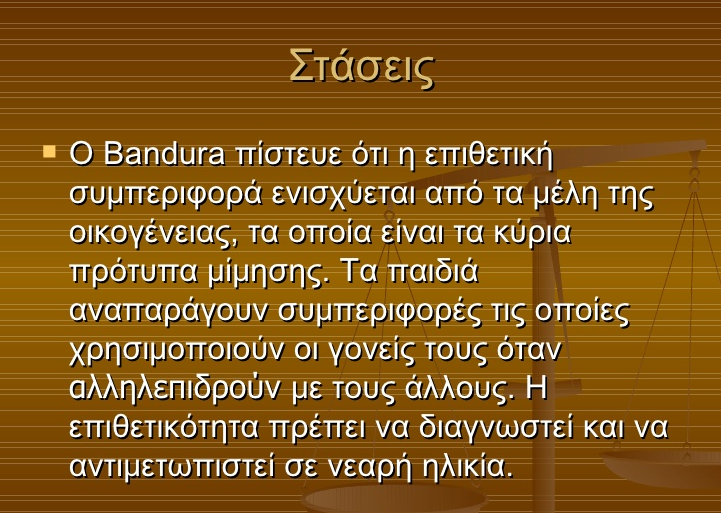 Στάσεις
Ο Bandura πίστευε ότι η επιθετική
συμπεριφορά ενισχύεται από τα μέλη της
οικογένειας, τα οποία είναι τα κύρια
πρότυπα μίμησης. Τα παιδιά
αναπαράγουν συμπεριφορές τις οποίες
χρησιμοποιούν οι γονείς τους όταν
αλληλεπιδρούν με τους άλλους. Η
επιθετικότητα πρέπει να διαγνωστεί και να
αντιμετωπιστεί σε νεαρή ηλικία.